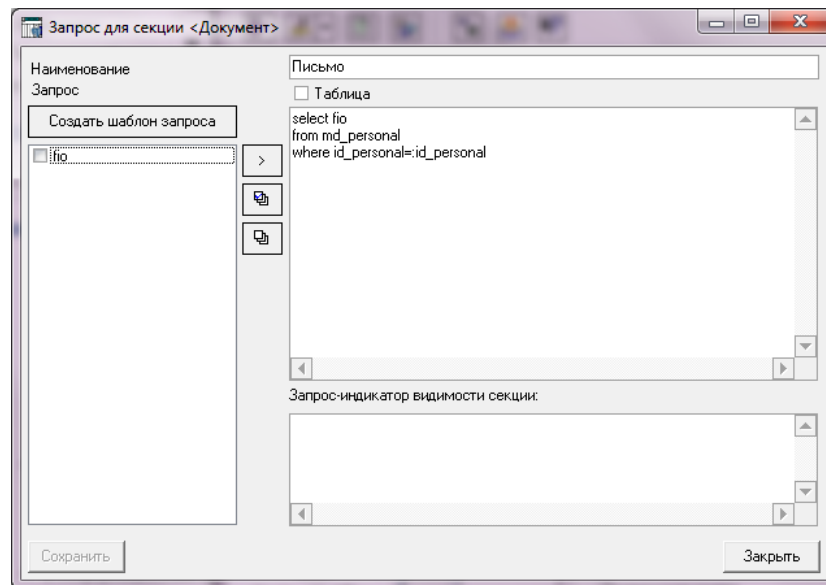 Запрос для секции <Документ>
Наименование
Письмо
Запрос
Таблица
Создать шаблон запроса
select fio
from md_personal
where id_personal=:id_personal
fio
>
Запрос-индикатор видимости секции:
Сохранить
Закрыть